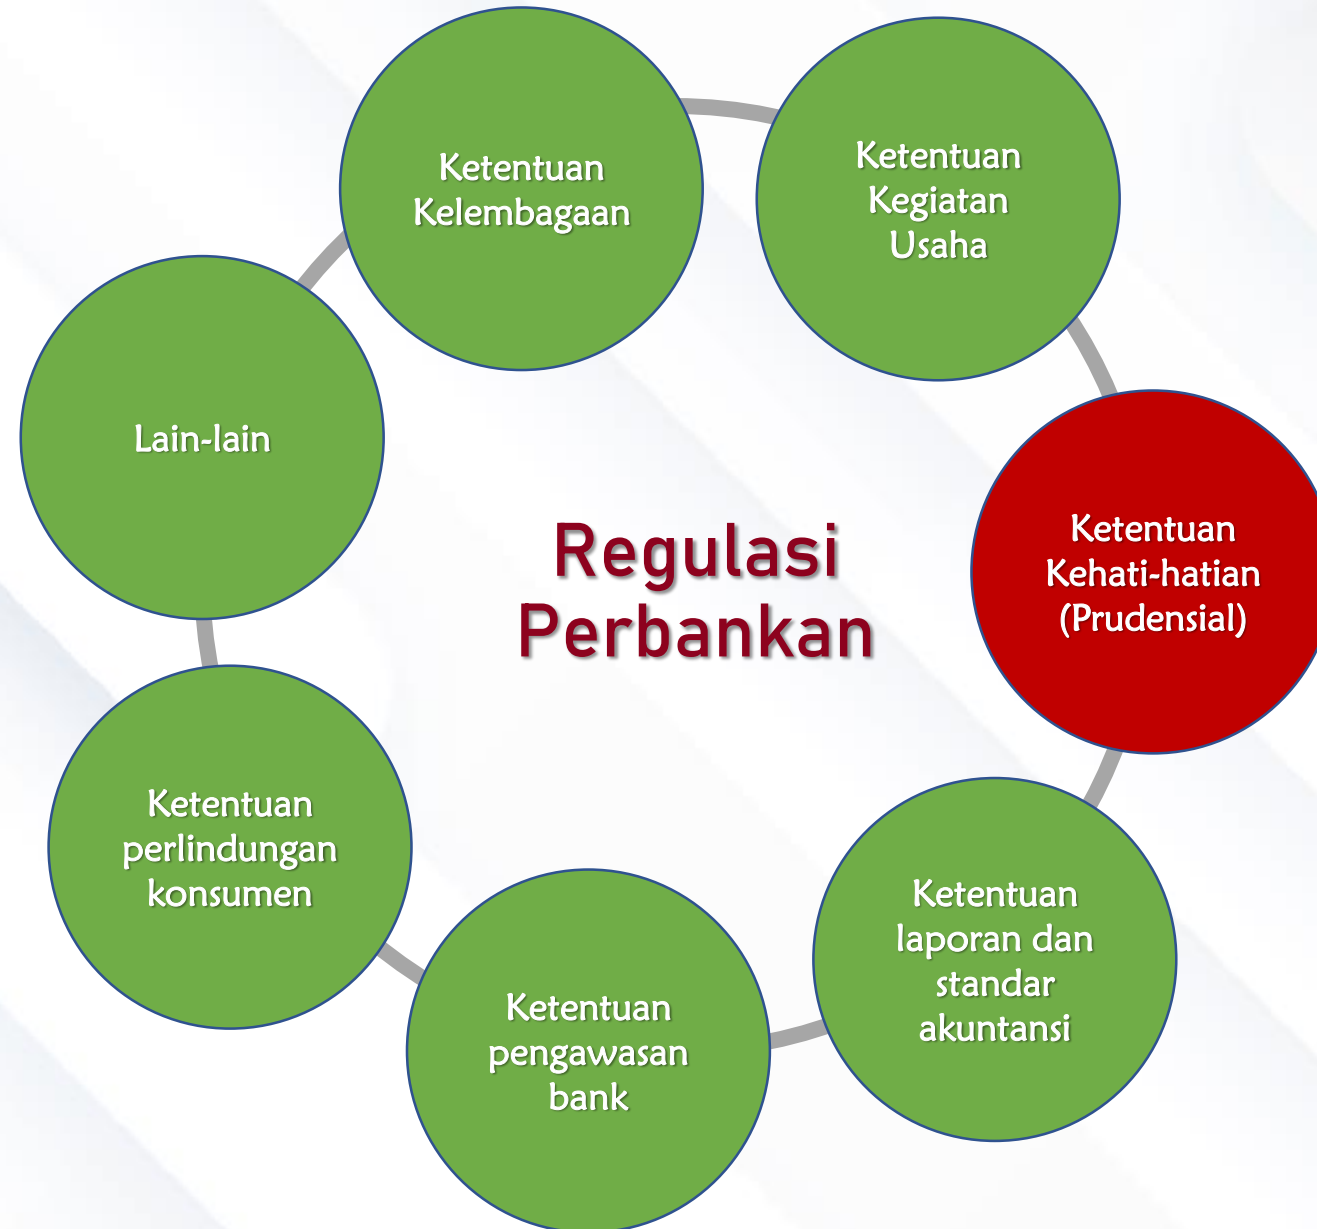 Ketentuan
Kelembagaan
Ketentuan
Kegiatan
Usaha
Ketentuan
Kehati-hatian
(Prudensial)
Ketentuan
laporan dan
standar
akuntansi
Ketentuan
pengawasan
bank
Ketentuan
perlindungan
konsumen
Lain-lain
Regulasi
Perbankan